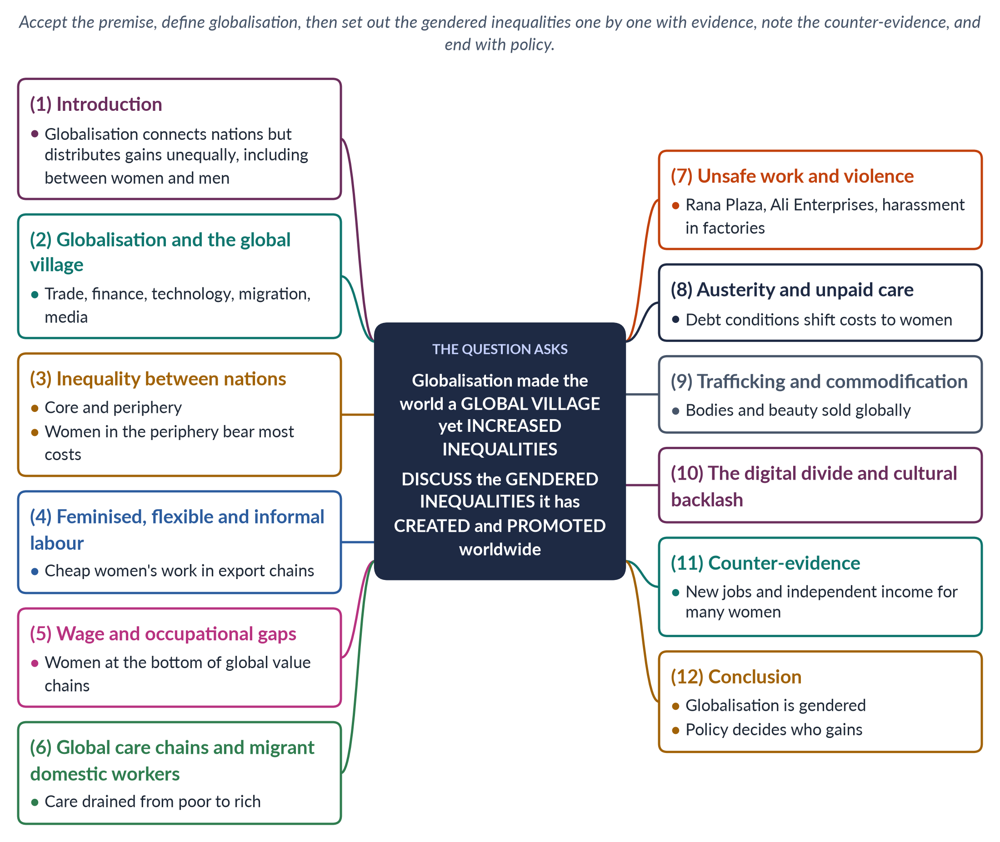 Accept the premise, define globalisation, then set out the gendered inequalities one by one with evidence, note the counter-evidence, and
end with policy.
(1) Introduction
• Globalisation connects nations but
distributes gains unequally, including
between women and men
(2) Globalisation and the global
village
• Trade, finance, technology, migration,
media
(3) Inequality between nations
• Core and periphery
• Women in the periphery bear most
costs
(4) Feminised, flexible and informal
labour
• Cheap women's work in export chains
(5) Wage and occupational gaps
• Women at the bottom of global value
chains
(6) Global care chains and migrant
domestic workers
• Care drained from poor to rich
THE QUESTION ASKS
Globalisation made the
world a GLOBAL VILLAGE
yet INCREASED
INEQUALITIES
DISCUSS the GENDERED
INEQUALITIES it has
CREATED and PROMOTED
worldwide
(7) Unsafe work and violence
• Rana Plaza, Ali Enterprises, harassment
in factories
(8) Austerity and unpaid care
• Debt conditions shift costs to women
(9) Trafficking and commodification
• Bodies and beauty sold globally
(10) The digital divide and cultural
backlash
(11) Counter-evidence
• New jobs and independent income for
many women
(12) Conclusion
• Globalisation is gendered
• Policy decides who gains